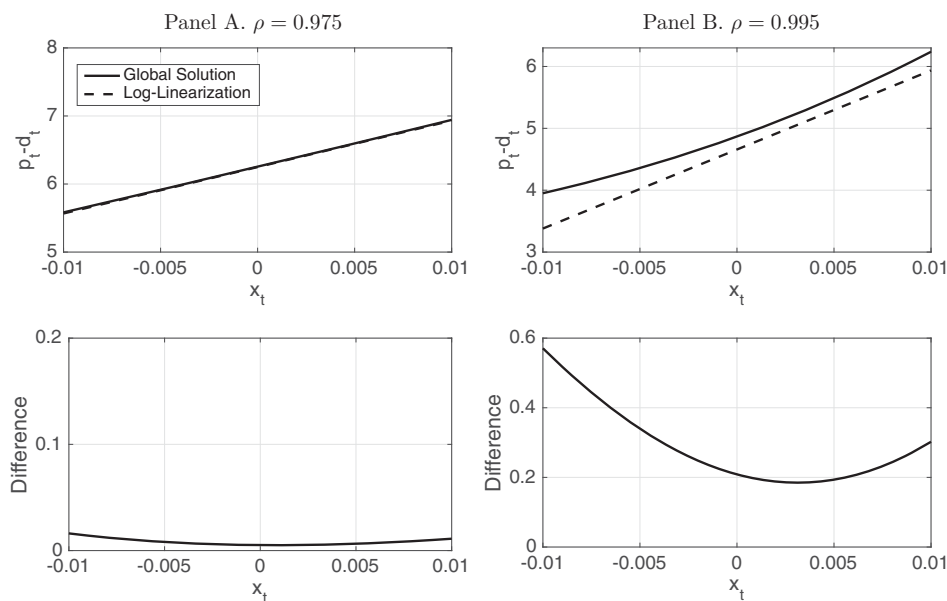 Panel A. ρ = 0.975
8
7
6
5
p_t-d_t
Global Solution
Log-Linearization
-0.01 -0.005 0 0.005 0.01
x_t
Panel B. ρ = 0.995
6
5
4
3
p_t-d_t
-0.01 -0.005 0 0.005 0.01
x_t
0.2
0.1
0
Difference
-0.01 -0.005 0 0.005 0.01
x_t
0.6
0.4
0.2
0
Difference
-0.01 -0.005 0 0.005 0.01
x_t